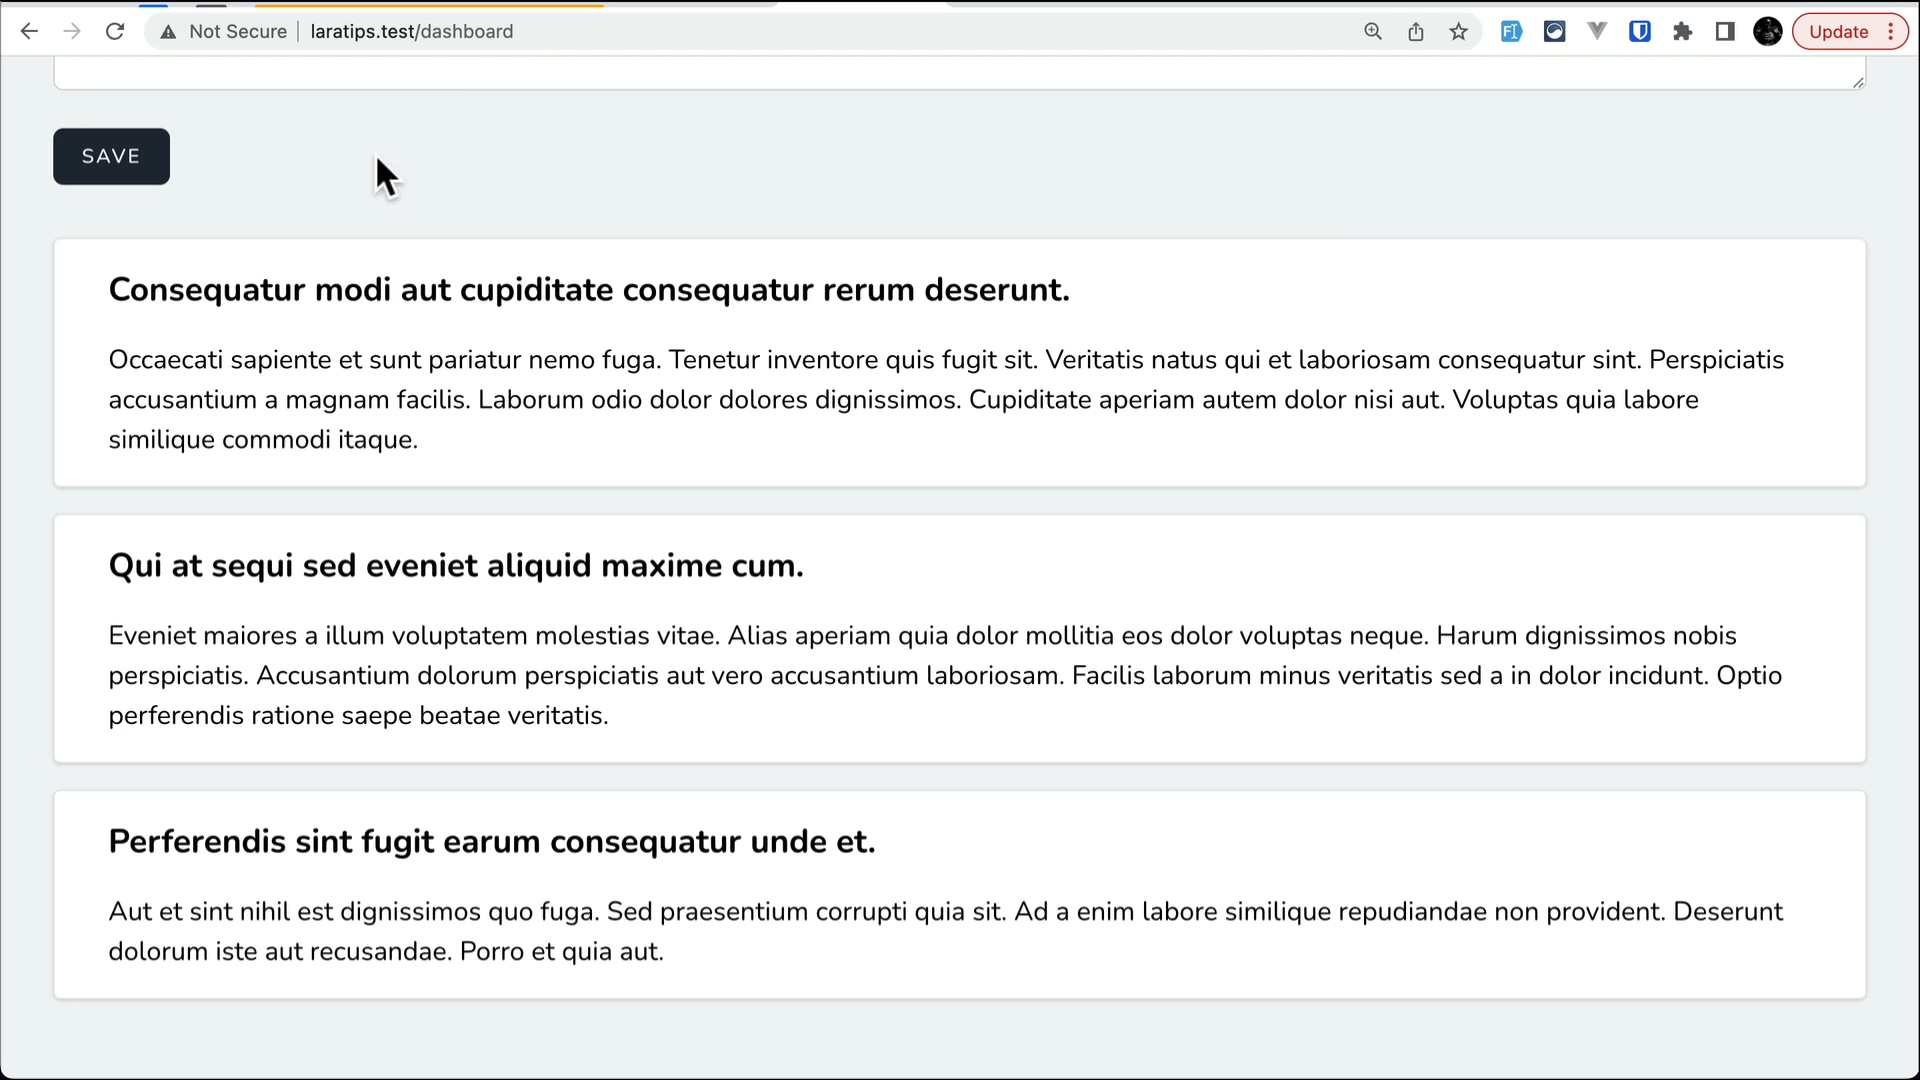 Not Secure
laratips.test/dashboard
Update
SAVE
Consequatur modi aut cupiditate consequatur rerum deserunt.
Occaecati sapiente et sunt pariatur nemo fuga. Tenetur inventore quis fugit sit. Veritatis natus qui et laboriosam consequatur sint. Perspiciatis
accusantium a magnam facilis. Laborum odio dolor dolores dignissimos. Cupiditate aperiam autem dolor nisi aut. Voluptas quia labore
similique commodi itaque.
Qui at sequi sed eveniet aliquid maxime cum.
Eveniet maiores a illum voluptatem molestias vitae. Alias aperiam quia dolor mollitia eos dolor voluptas neque. Harum dignissimos nobis
perspiciatis. Accusantium dolorum perspiciatis aut vero accusantium laboriosam. Facilis laborum minus veritatis sed a in dolor incidunt. Optio
perferendis ratione saepe beatae veritatis.
Perferendis sint fugit earum consequatur unde et.
Aut et sint nihil est dignissimos quo fuga. Sed praesentium corrupti quia sit. Ad a enim labore similique repudiandae non provident. Deserunt
dolorum iste aut recusandae. Porro et quia aut.